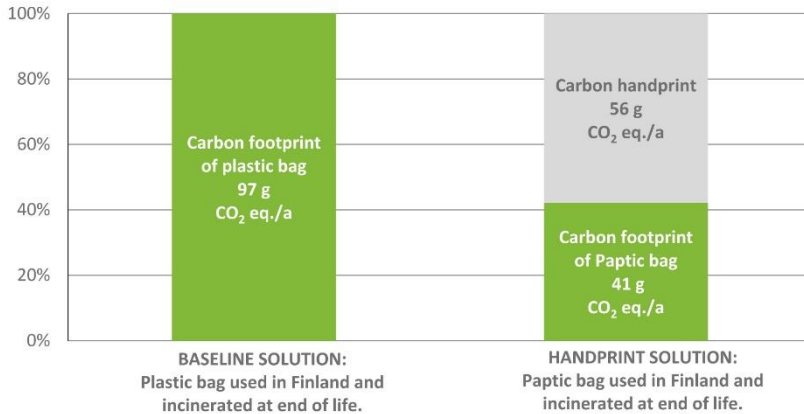 100%
80%
60%
40%
20%
0%
Carbon footprint
of plastic bag
97 g
CO₂ eq./a
Carbon handprint
56 g
CO₂ eq./a
Carbon footprint
of Paptic bag
41 g
CO₂ eq./a
BASELINE SOLUTION:
Plastic bag used in Finland and
incinerated at end of life.
HANDPRINT SOLUTION:
Paptic bag used in Finland and
incinerated at end of life.